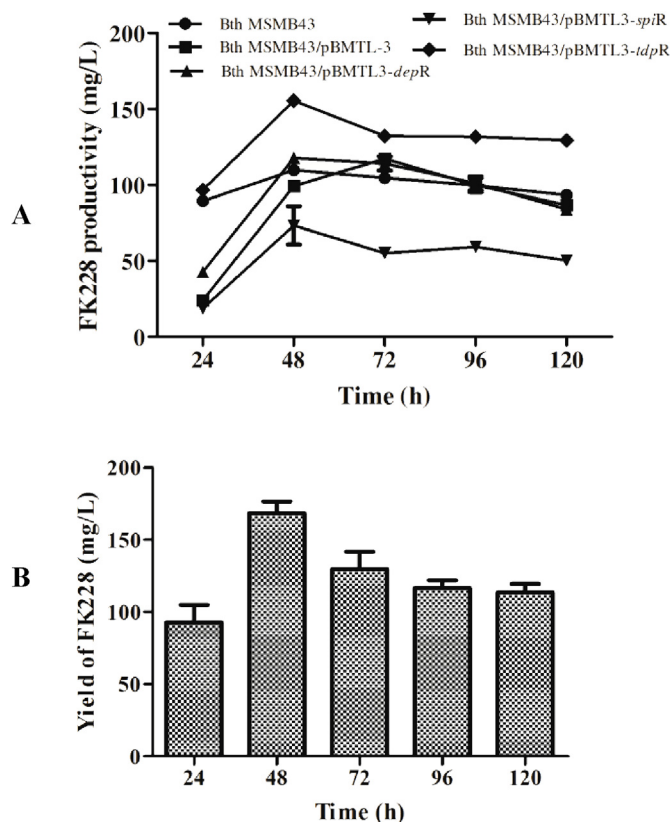 Bth MSMB43
Bth MSMB43/pBMTL-3
Bth MSMB43/pBMTL3-depR
Bth MSMB43/pBMTL3-spiR
Bth MSMB43/pBMTL3-tdpR
A
FK228 productivity (mg/L)
200
150
100
50
0
24 48 72 96 120
Time (h)
B
Yield of FK228 (mg/L)
200
150
100
50
0
24 48 72 96 120
Time (h)